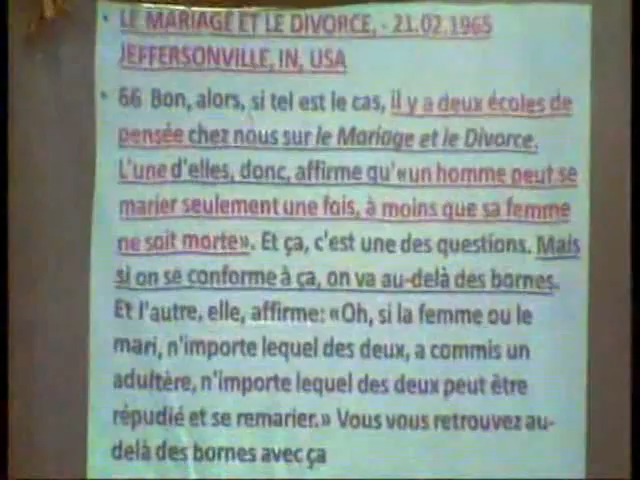 • LE MARIAGE ET LE DIVORCE, - 21.02.1965
JEFFERSONVILLE, IN, USA
• 66 Bon, alors, si tel est le cas, il y a deux écoles de
pensée chez nous sur le Mariage et le Divorce.
L'une d'elles, donc, affirme qu'«un homme peut se
marier seulement une fois, à moins que sa femme
ne soit morte». Et ça, c'est une des questions. Mais
si on se conforme à ça, on va au-delà des bornes.
Et l'autre, elle, affirme: «Oh, si la femme ou le
mari, n'importe lequel des deux, a commis un
adultère, n'importe lequel des deux peut être
répudié et se remarier.» Vous vous retrouvez au-
delà des bornes avec ça